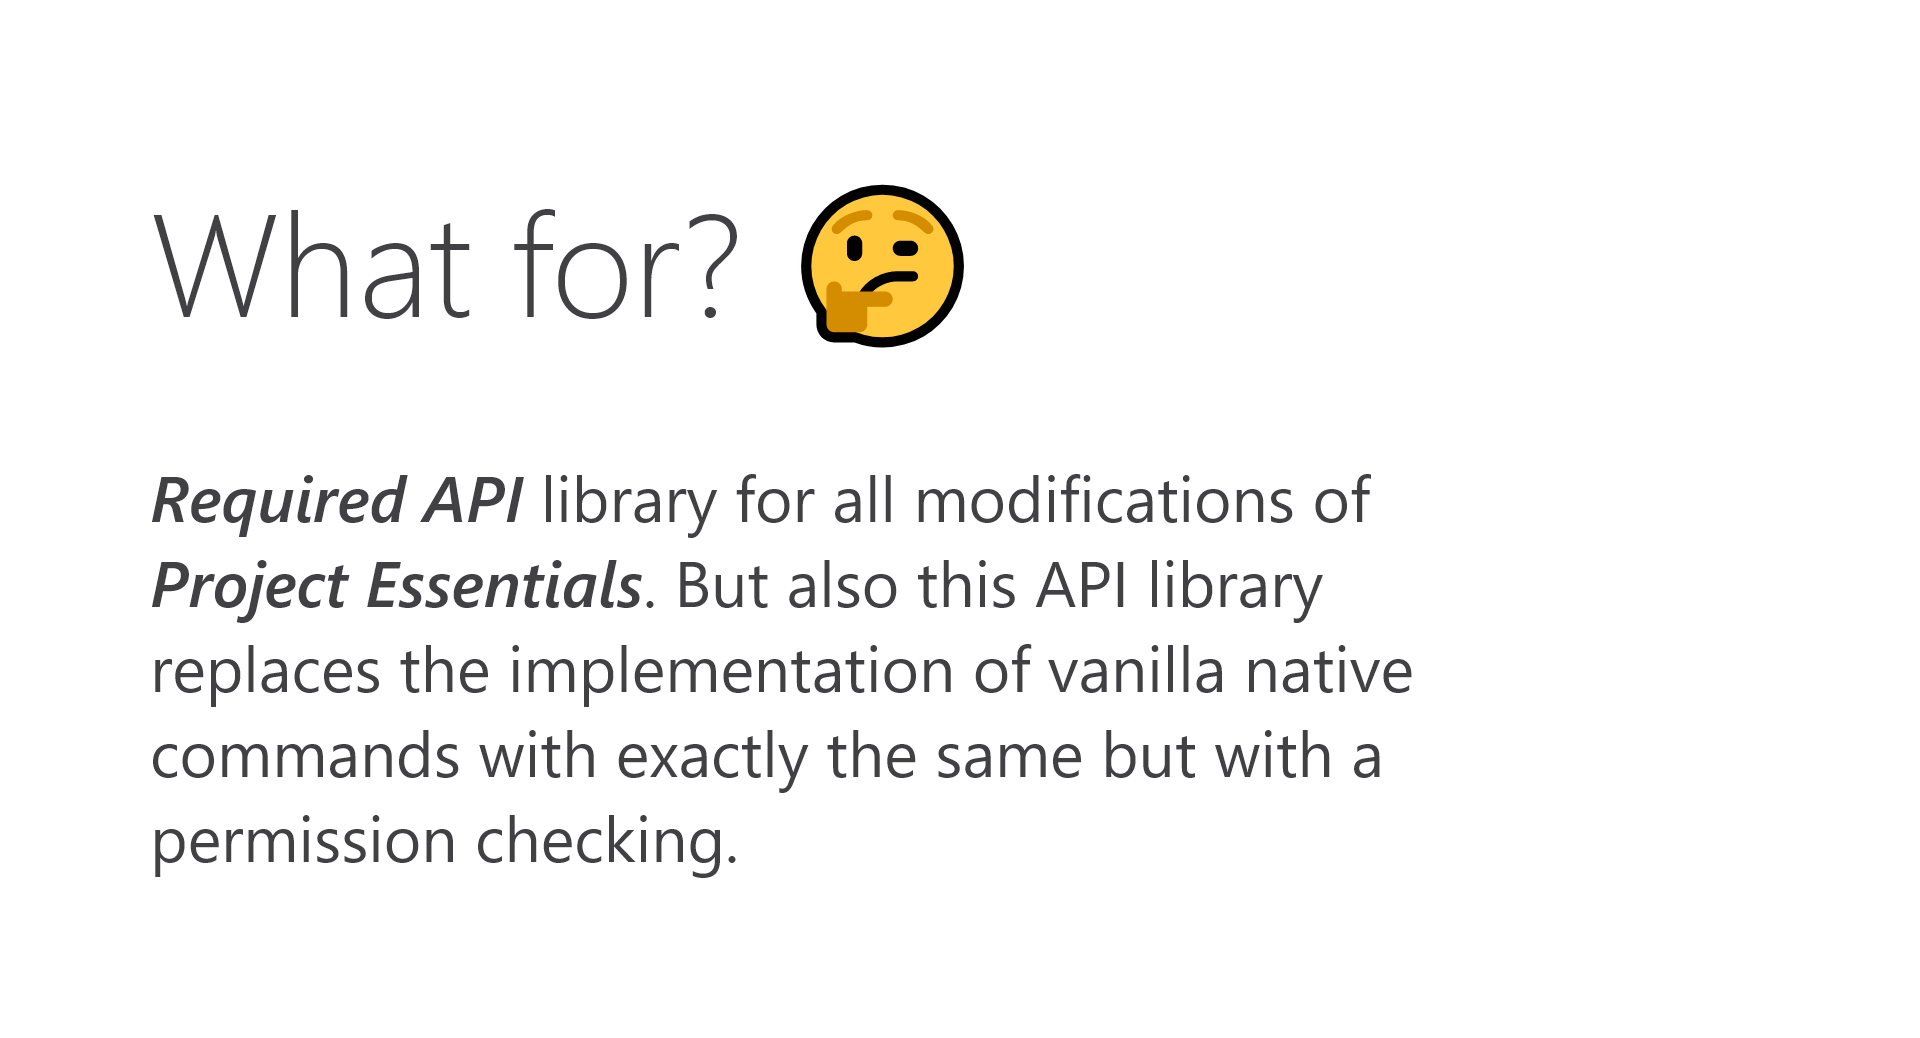 What for? 🤔
Required API library for all modifications of
Project Essentials. But also this API library
replaces the implementation of vanilla native
commands with exactly the same but with a
permission checking.